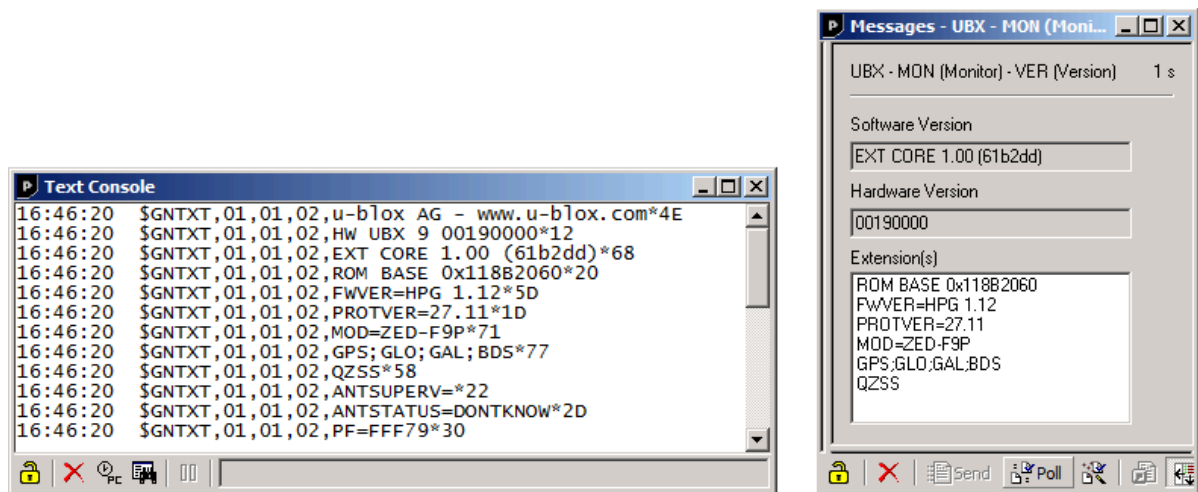 Text Console
16:46:20 $GNTXT,01,01,02,u-blox AG - www.u-blox.com*4E
16:46:20 $GNTXT,01,01,02,HW UBX 9 00190000*12
16:46:20 $GNTXT,01,01,02,EXT CORE 1.00 (61b2dd)*68
16:46:20 $GNTXT,01,01,02,ROM BASE 0x118B2060*20
16:46:20 $GNTXT,01,01,02,FWVER=HPG 1.12*5D
16:46:20 $GNTXT,01,01,02,PROTVER=27.11*1D
16:46:20 $GNTXT,01,01,02,MOD=ZED-F9P*71
16:46:20 $GNTXT,01,01,02,GPS;GLO;GAL;BDS*77
16:46:20 $GNTXT,01,01,02,QZSS*58
16:46:20 $GNTXT,01,01,02,ANTSUPERV=*22
16:46:20 $GNTXT,01,01,02,ANTSTATUS=DONTKNOW*2D
16:46:20 $GNTXT,01,01,02,PF=FFF79*30
PC
Messages - UBX - MON (Moni...
UBX - MON (Monitor) - VER (Version) 1 s
Software Version
EXT CORE 1.00 (61b2dd)
Hardware Version
00190000
Extension(s)
ROM BASE 0x118B2060
FWVER=HPG 1.12
PROTVER=27.11
MOD=ZED-F9P
GPS;GLO;GAL;BDS
QZSS
Send Poll